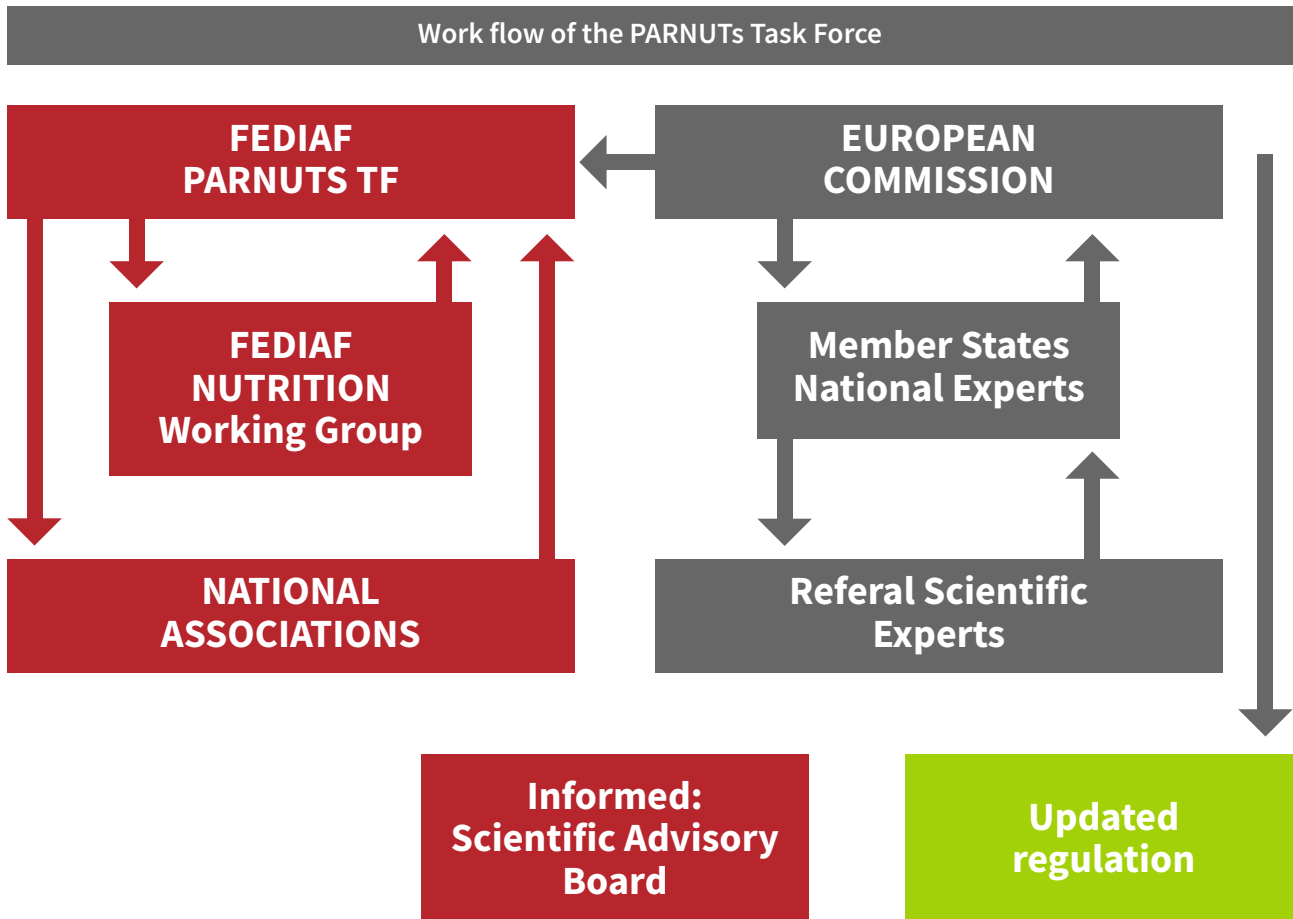 Work flow of the PARNUTs Task Force
FEDIAF
PARNUTS TF
EUROPEAN
COMMISSION
FEDIAF
NUTRITION
Working Group
Member States
National Experts
NATIONAL
ASSOCIATIONS
Referal Scientific
Experts
Informed:
Scientific Advisory
Board
Updated
regulation